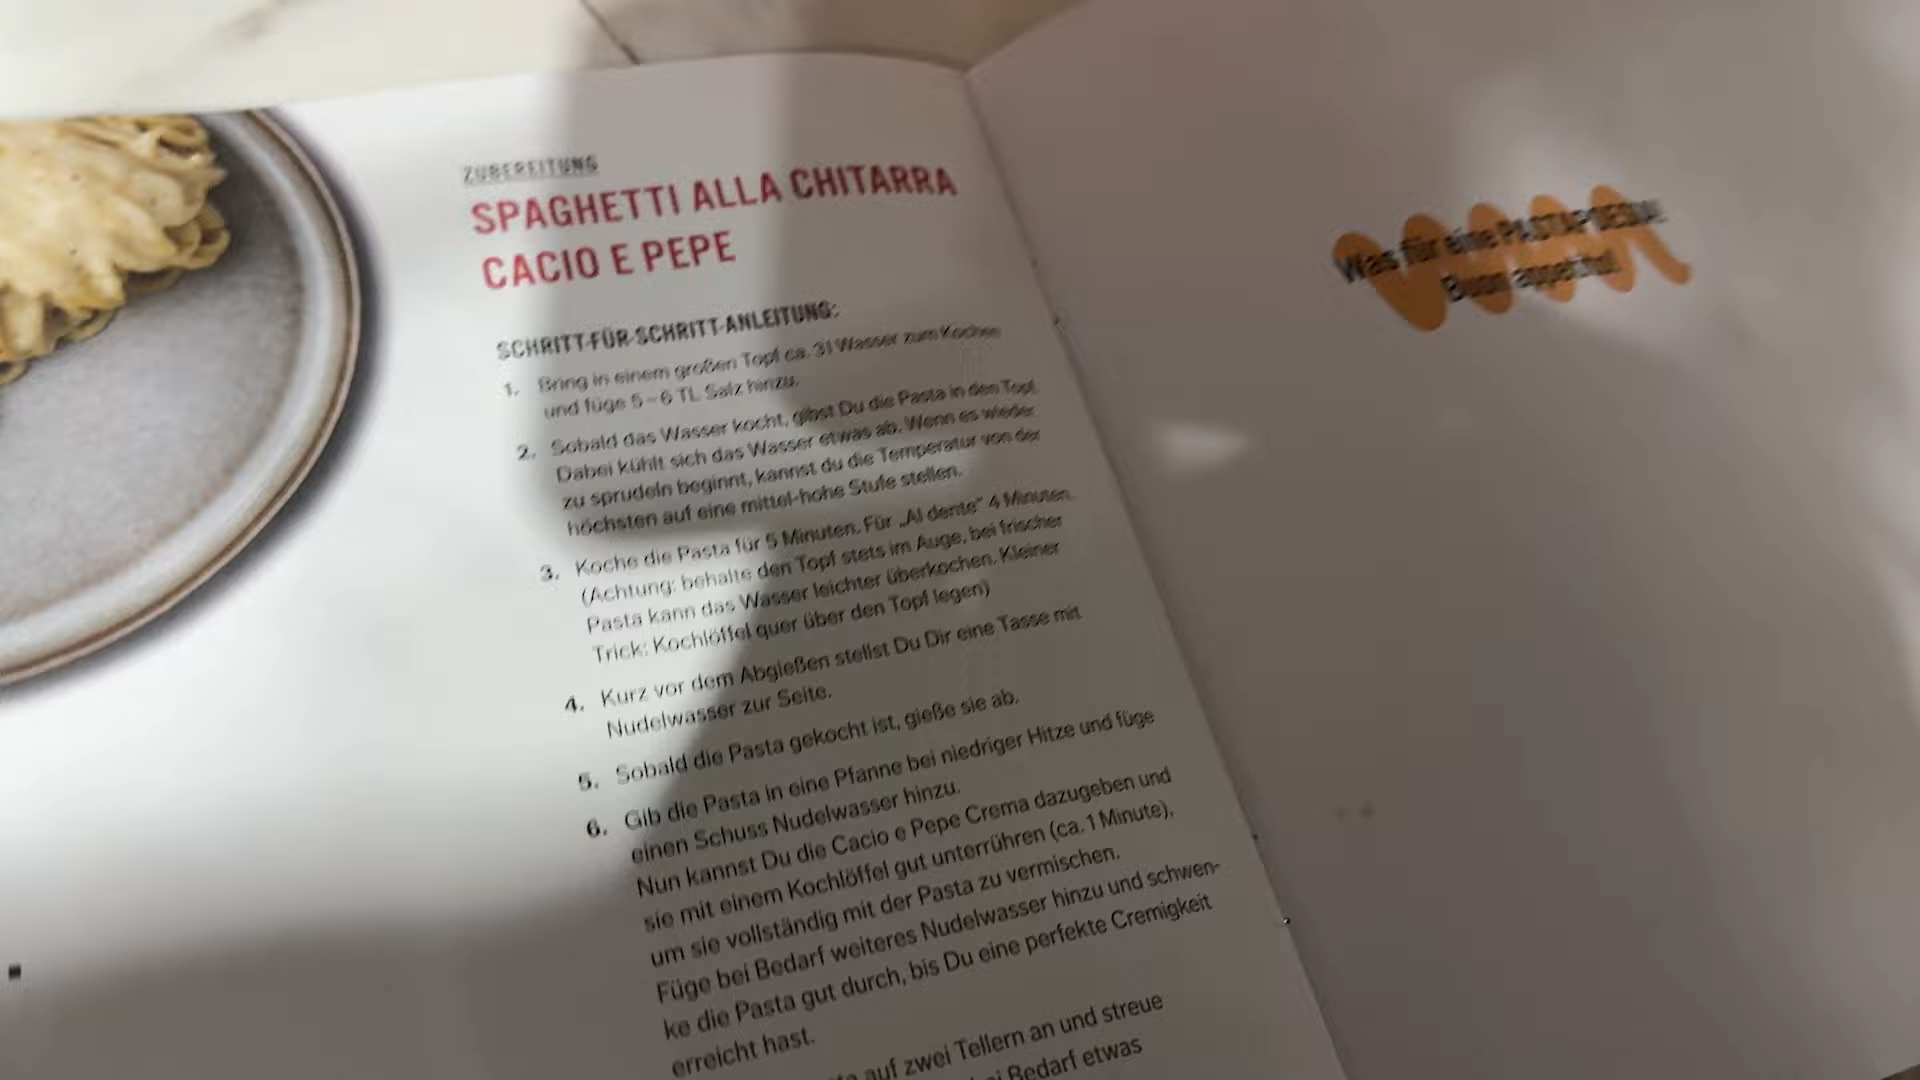 ZUBEREITUNG
SPAGHETTI ALLA CHITARRA
CACIO E PEPE
SCHRITT-FÜR-SCHRITT-ANLEITUNG:
1. Bring in einem großen Topf ca. 3l Wasser zum Kochen
und füge 5–6 TL Salz hinzu.
2. Sobald das Wasser kocht, gibst Du die Pasta in den Topf.
Dabei kühlt sich das Wasser etwas ab. Wenn es wieder
zu sprudeln beginnt, kannst du die Temperatur von der
höchsten auf eine mittel-hohe Stufe stellen.
3. Koche die Pasta für 5 Minuten. Für „Al dente“ 4 Minuten.
(Achtung: behalte den Topf stets im Auge, bei frischer
Pasta kann das Wasser leichter überkochen. Kleiner
Trick: Kochlöffel quer über den Topf legen)
4. Kurz vor dem Abgießen stellst Du Dir eine Tasse mit
Nudelwasser zur Seite.
5. Sobald die Pasta gekocht ist, gieße sie ab.
6. Gib die Pasta in eine Pfanne bei niedriger Hitze und füge
einen Schuss Nudelwasser hinzu.
Nun kannst Du die Cacio e Pepe Crema dazugeben und
sie mit einem Kochlöffel gut unterrühren (ca. 1 Minute),
um sie vollständig mit der Pasta zu vermischen.
Füge bei Bedarf weiteres Nudelwasser hinzu und schwen-
ke die Pasta gut durch, bis Du eine perfekte Cremigkeit
erreicht hast.
auf zwei Tellern an und streue
Bedarf etwas
Was für eine PASTAPOESIA!
Buon appetito!